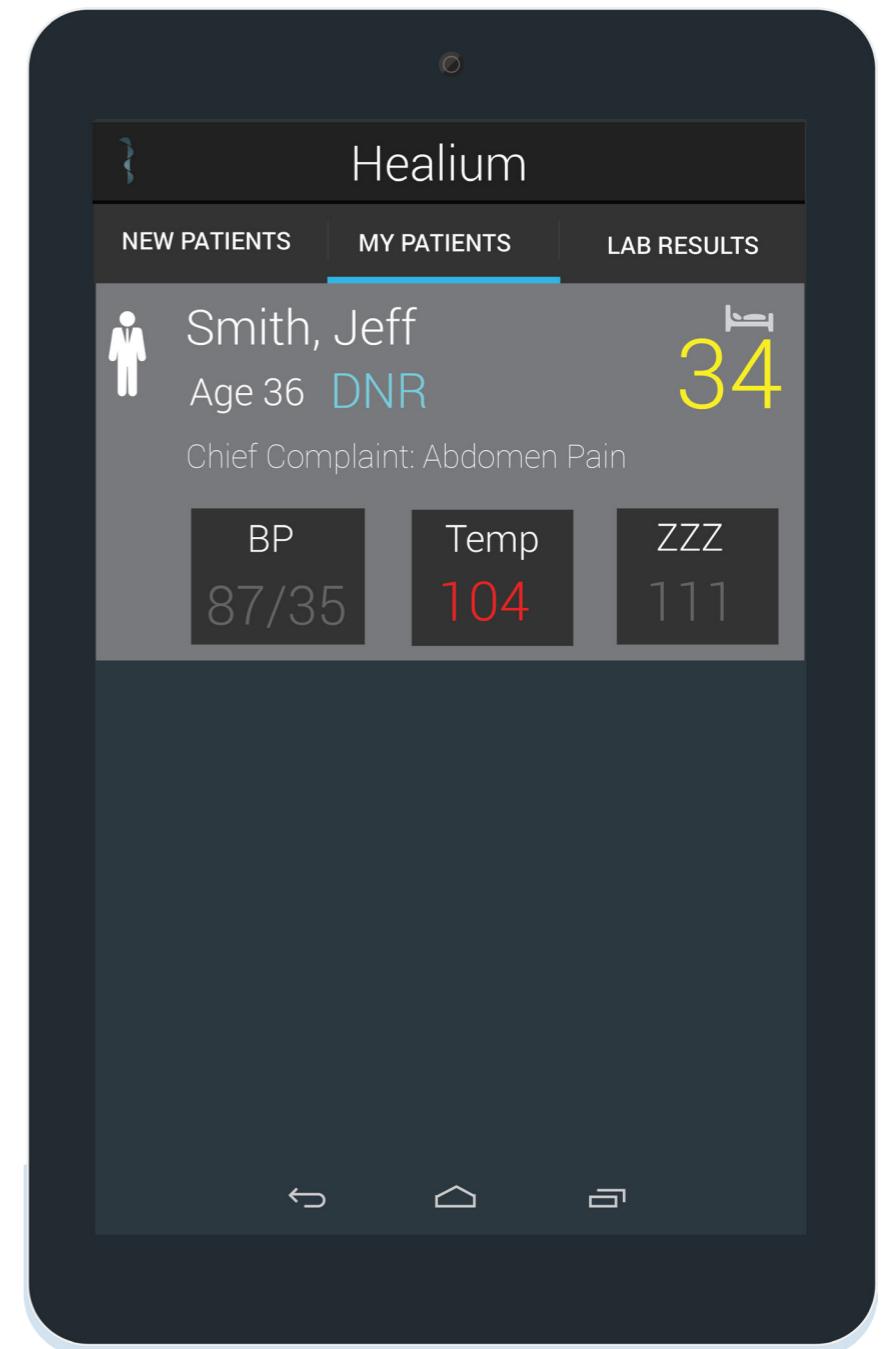 Healium
NEW PATIENTS MY PATIENTS LAB RESULTS
Smith, Jeff
34
Age 36 DNR
Chief Complaint: Abdomen Pain
BP Temp ZZZ
87/35 104 111